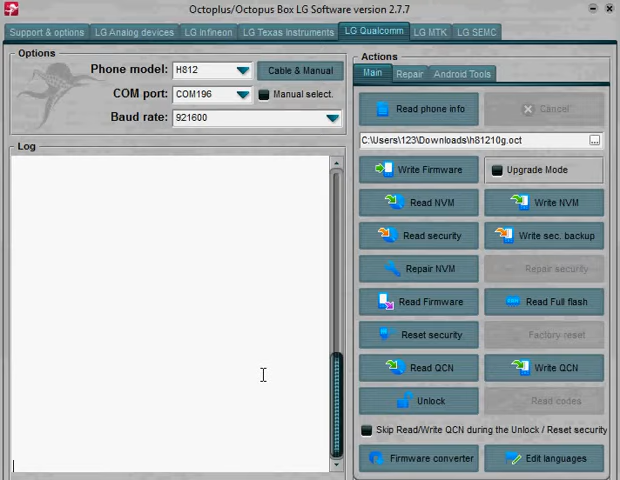 Octoplus/Octopus Box LG Software version 2.7.7
Support & options LG Analog devices LG Infineon LG Texas Instruments LG Qualcomm LG MTK LG SEMC
Options
Phone model: H812 Cable & Manual
COM port: COM196 Manual select.
Baud rate: 921600
Log
Actions
Main Repair Android Tools
Read phone info Cancel
C:\Users\123\Downloads\h81210g.oct ...
Write Firmware Upgrade Mode
Read NVM Write NVM
Read security Write sec. backup
Repair NVM Repair security
Read Firmware Read Full flash
Reset security Factory reset
Read QCN Write QCN
Unlock Read codes
Skip Read/Write QCN during the Unlock / Reset security
Firmware converter Edit languages